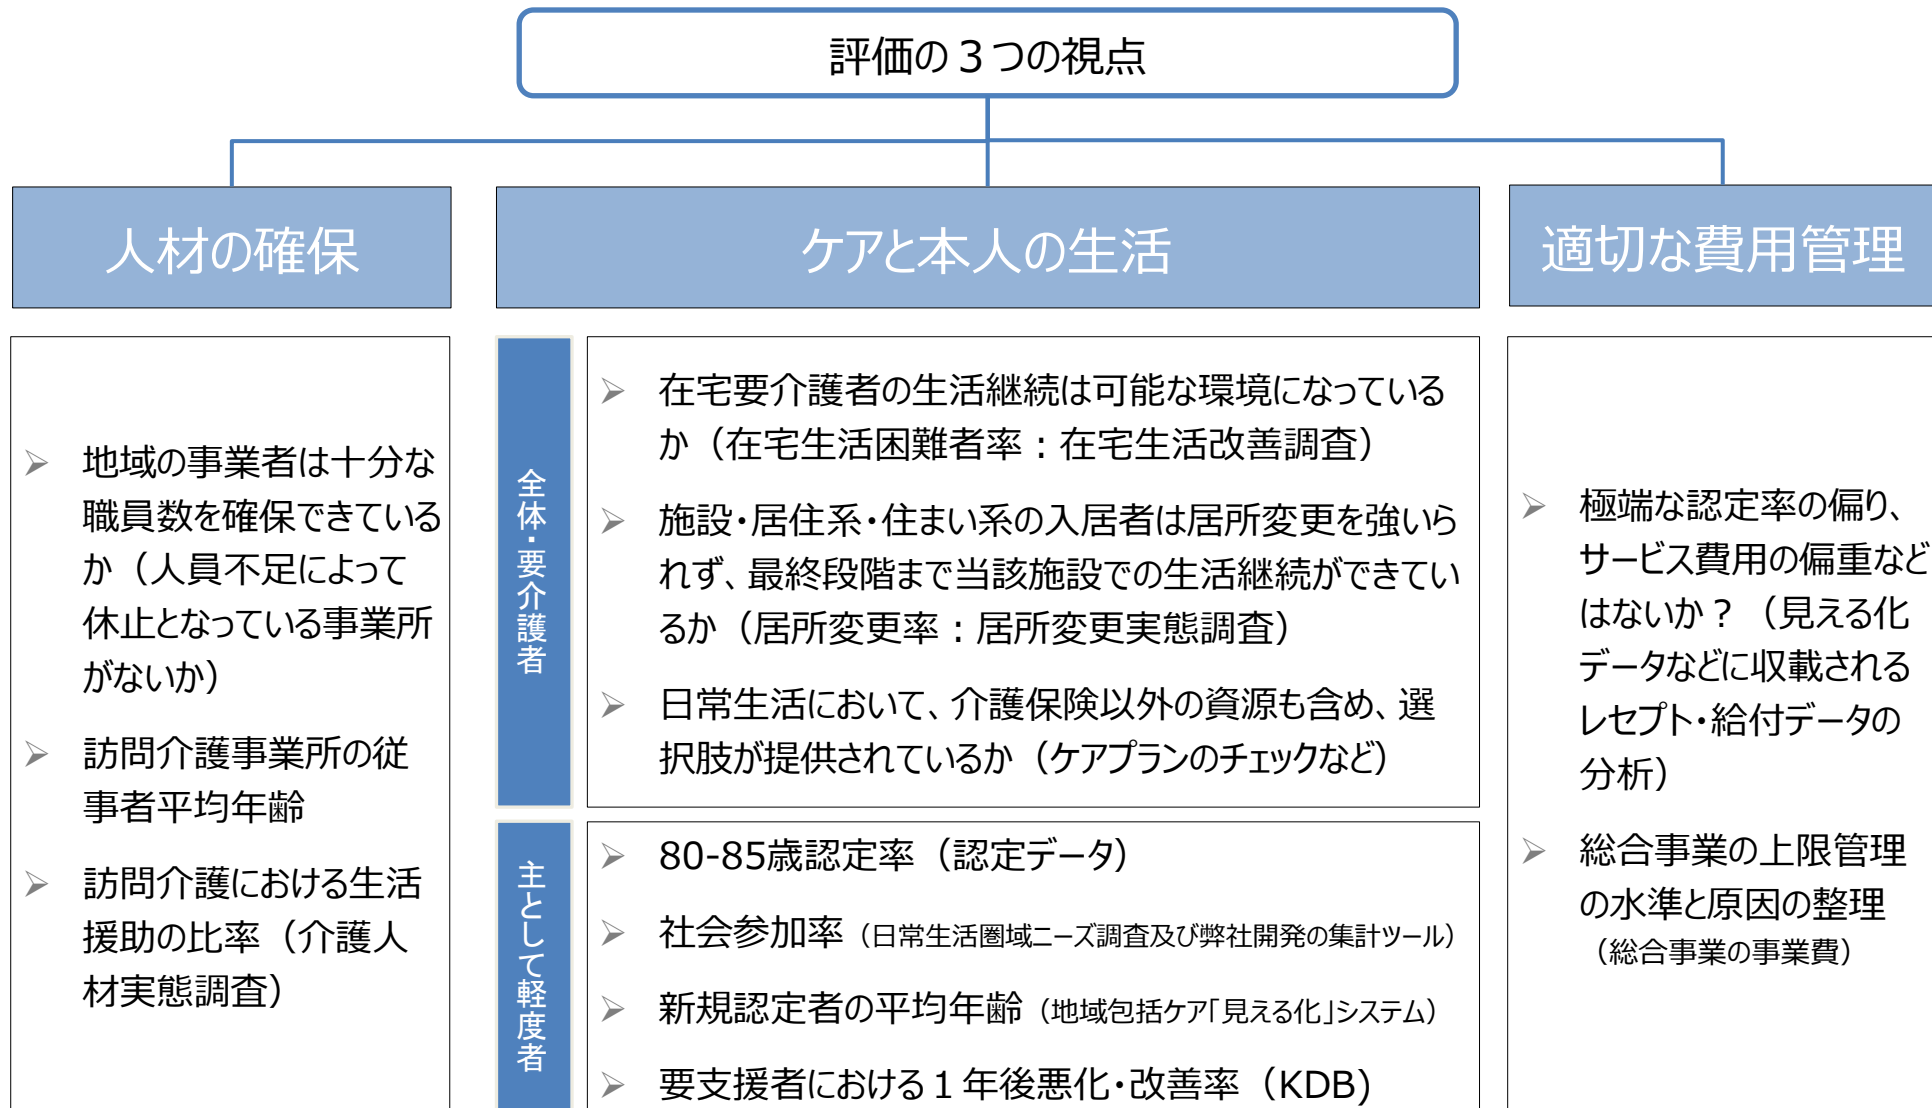 評価の３つの視点
人材の確保
ケアと本人の生活
適切な費用管理
➢ 地域の事業者は十分な
職員数を確保できている
か（人員不足によって
休止となっている事業所
がないか）
➢ 訪問介護事業所の従
事者平均年齢
➢ 訪問介護における生活
援助の比率（介護人
材実態調査）
全体・要介護者
➢ 在宅要介護者の生活継続は可能な環境になっている
か（在宅生活困難者率：在宅生活改善調査）
➢ 施設・居住系・住まい系の入居者は居所変更を強いら
れず、最終段階まで当該施設での生活継続ができてい
るか（居所変更率：居所変更実態調査）
➢ 日常生活において、介護保険以外の資源も含め、選
択肢が提供されているか（ケアプランのチェックなど）
主として軽度者
➢ 80-85歳認定率（認定データ）
➢ 社会参加率（日常生活圏域ニーズ調査及び弊社開発の集計ツール）
➢ 新規認定者の平均年齢（地域包括ケア「見える化」システム）
➢ 要支援者における１年後悪化・改善率（KDB）
➢ 極端な認定率の偏り、
サービス費用の偏重など
はないか？（見える化
データなどに収載される
レセプト・給付データの
分析）
➢ 総合事業の上限管理
の水準と原因の整理
（総合事業の事業費）